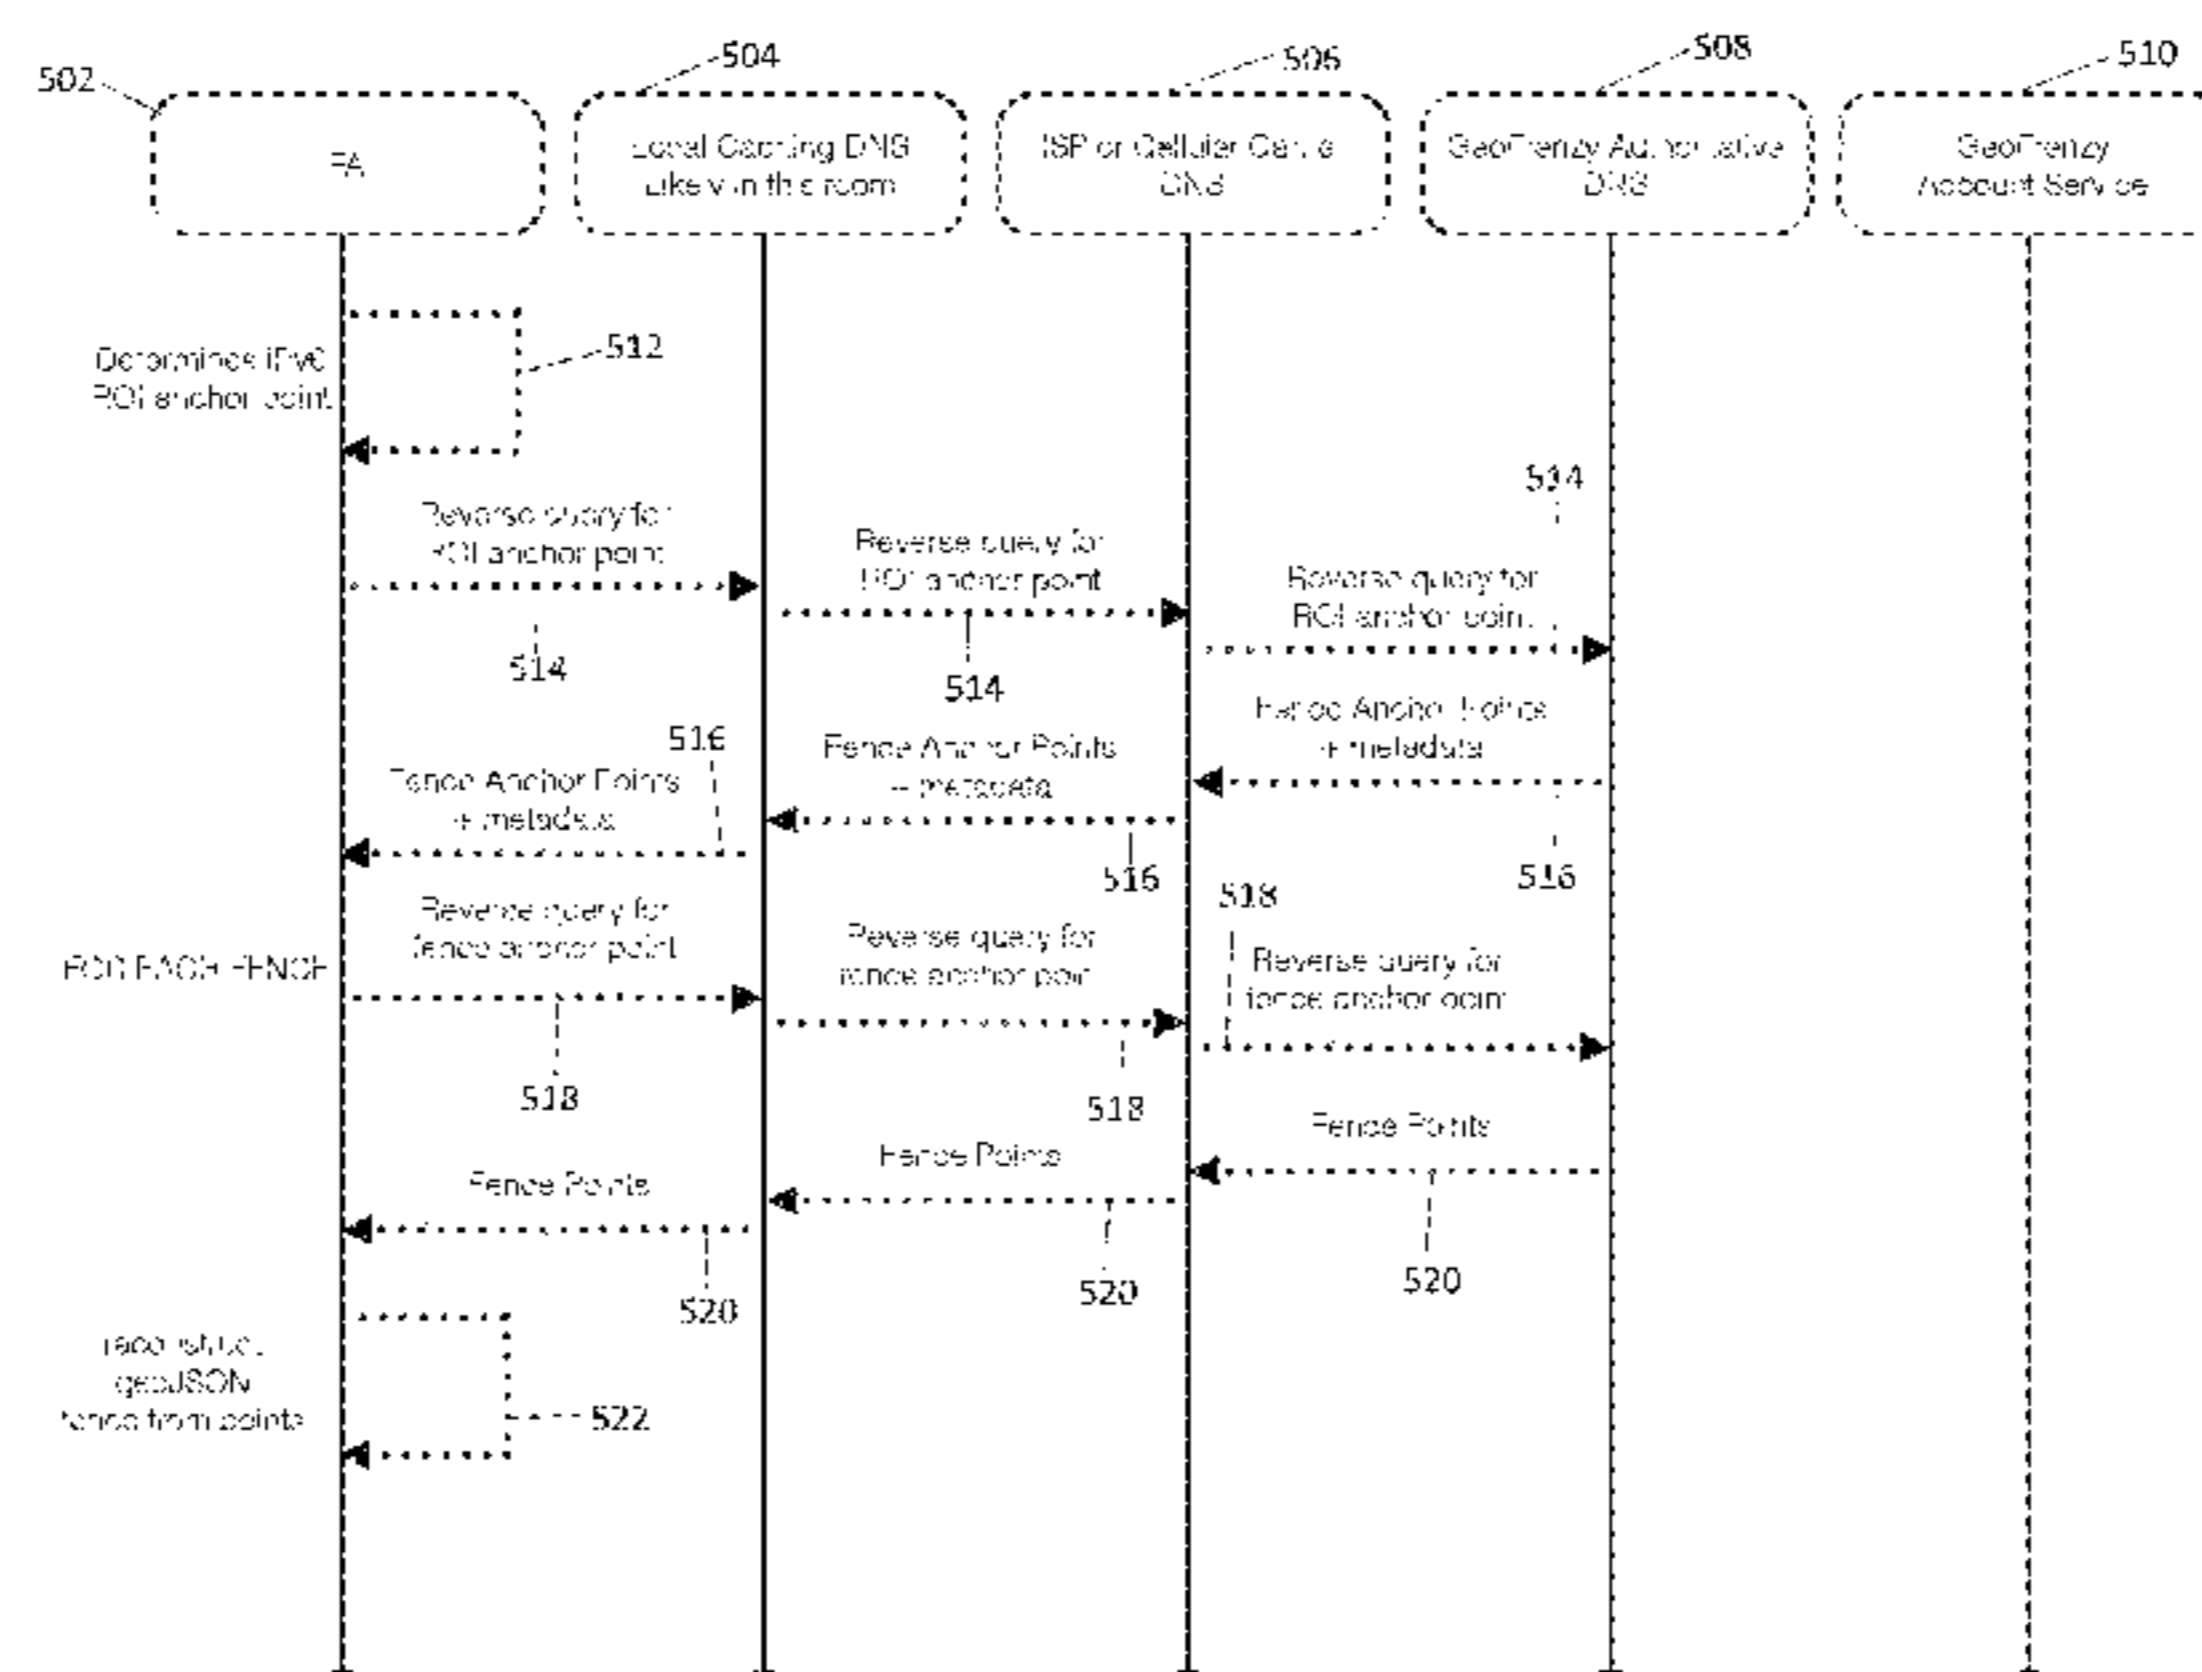 502
504
506
508
510
FA
Local Caching DNS
Likely in this room
ISP or Cellular Carrie
DNS
GeoFrenzy Authoritative
DNS
GeoFrenzy
Account Service
Determines IPv6
ROI anchor point
512
514
Reverse query for
ROI anchor point
Reverse query for
ROI anchor point
Reverse query for
ROI anchor point
514
514
Fence Anchor Points
+ metadata
516
Fence Anchor Points
+ metadata
Fence Anchor Points
+ metadata
516
516
518
Reverse query for
fence anchor point
Reverse query for
fence anchor point
Reverse query for
fence anchor point
FOR EACH FENCE
518
518
Fence Points
Fence Points
Fence Points
520
520
520
reconstruct
geoJSON
fence from points
522